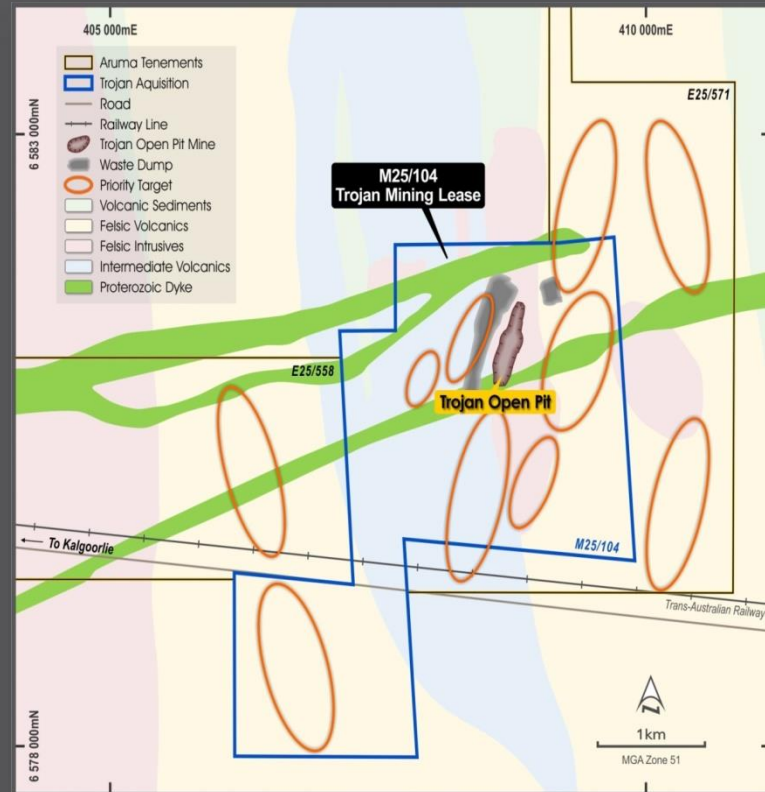 405 000mE
410 000mE
6 583 000mN
Aruma Tenements
Trojan Aquisition
Road
Railway Line
Trojan Open Pit Mine
Waste Dump
Priority Target
Volcanic Sediments
Felsic Volcanics
Felsic Intrusives
Intermediate Volcanics
Proterozoic Dyke
E25/571
M25/104
Trojan Mining Lease
E25/558
Trojan Open Pit
To Kalgoorlie
M25/104
Trans-Australian Railway
6 578 000mN
N
1km
MGA Zone 51